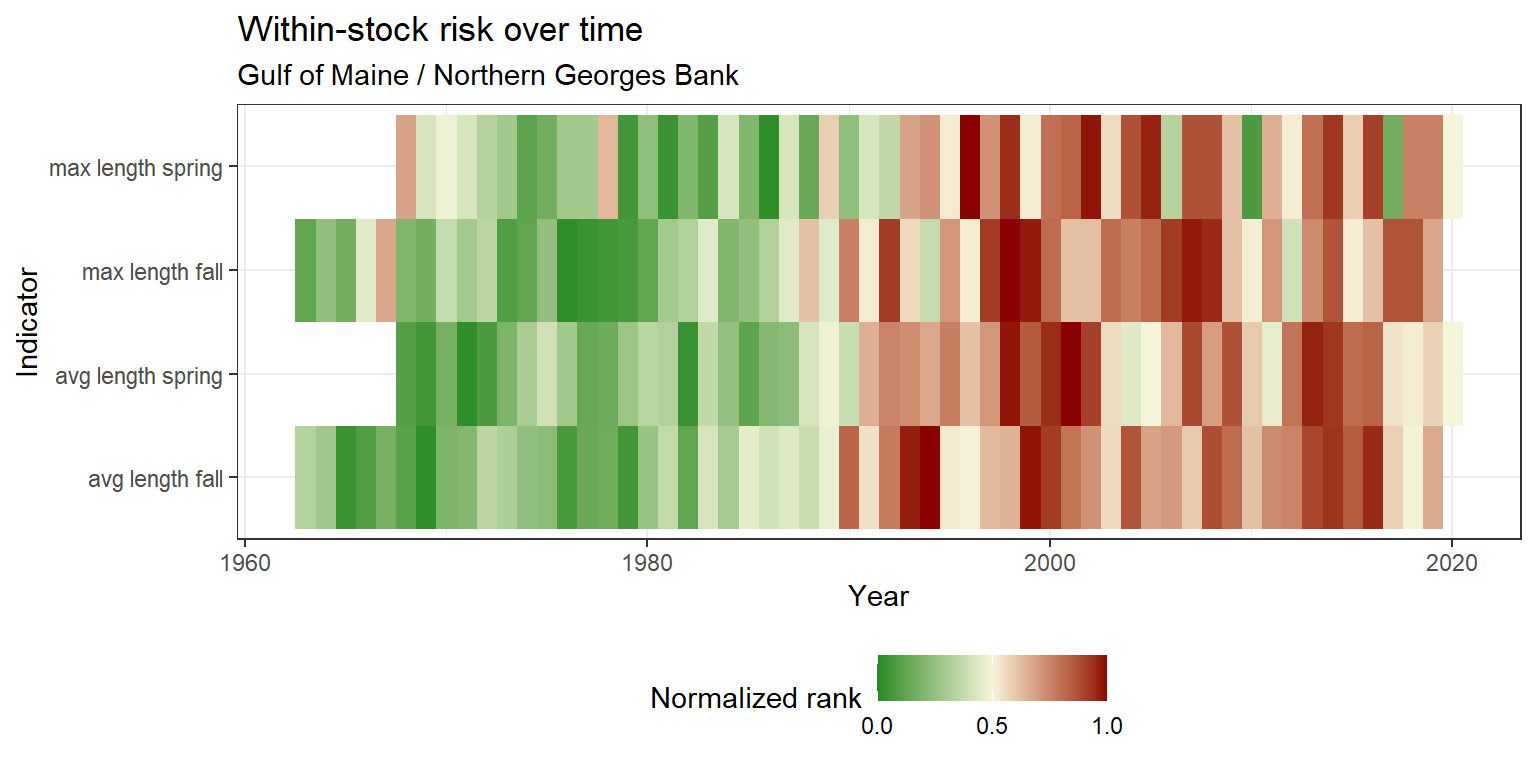 Within-stock risk over time
Gulf of Maine / Northern Georges Bank
Indicator
max length spring
max length fall
avg length spring
avg length fall
1960 1980 2000 2020
Year
Normalized rank
0.0 0.5 1.0